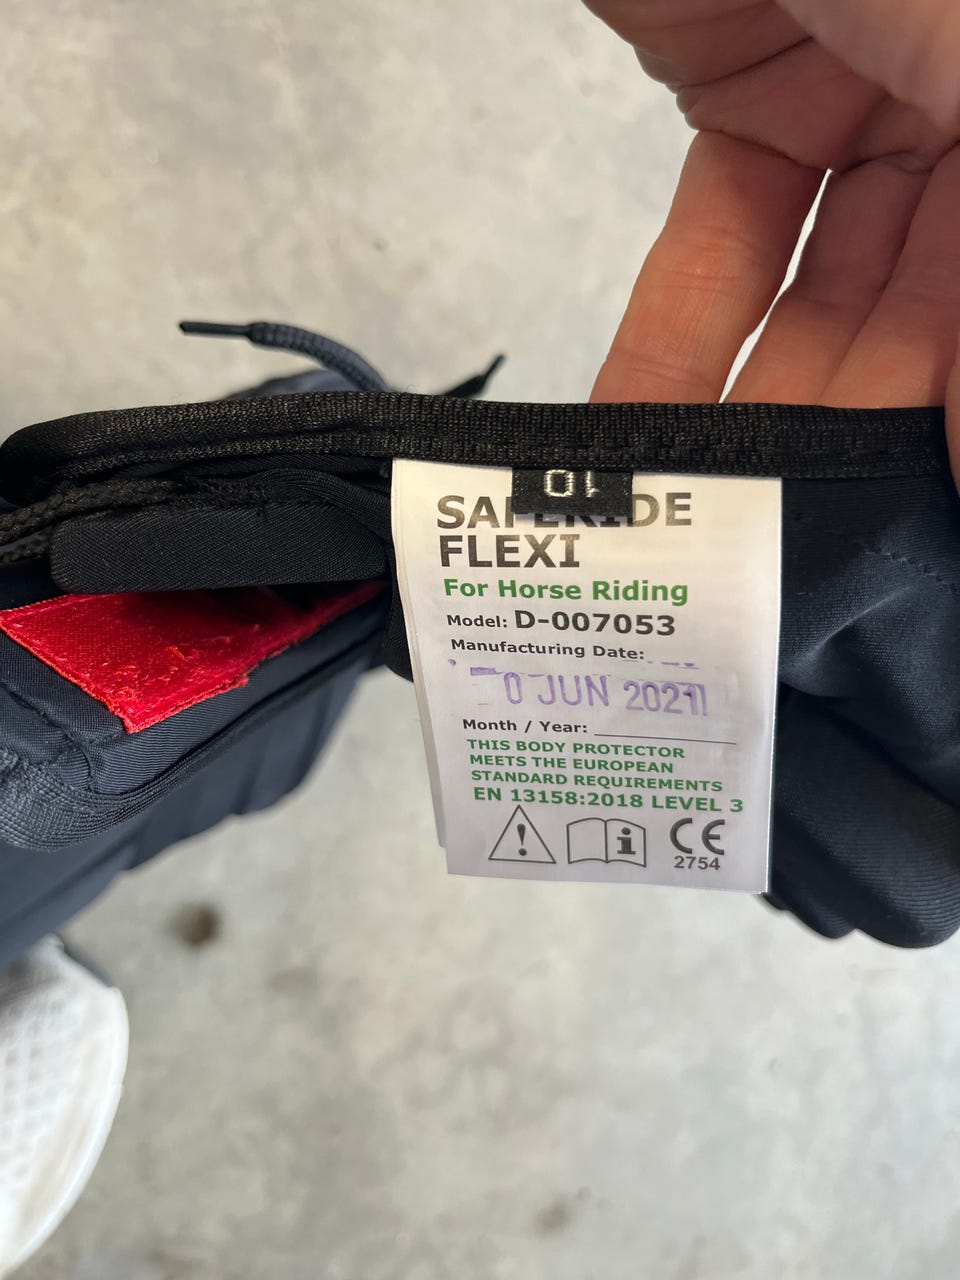 10
SAFERIDE
FLEXI
For Horse Riding
Model: D-007053
Manufacturing Date:
0 JUN 2021
Month / Year:
THIS BODY PROTECTOR
MEETS THE EUROPEAN
STANDARD REQUIREMENTS
EN 13158:2018 LEVEL 3
CE
2754